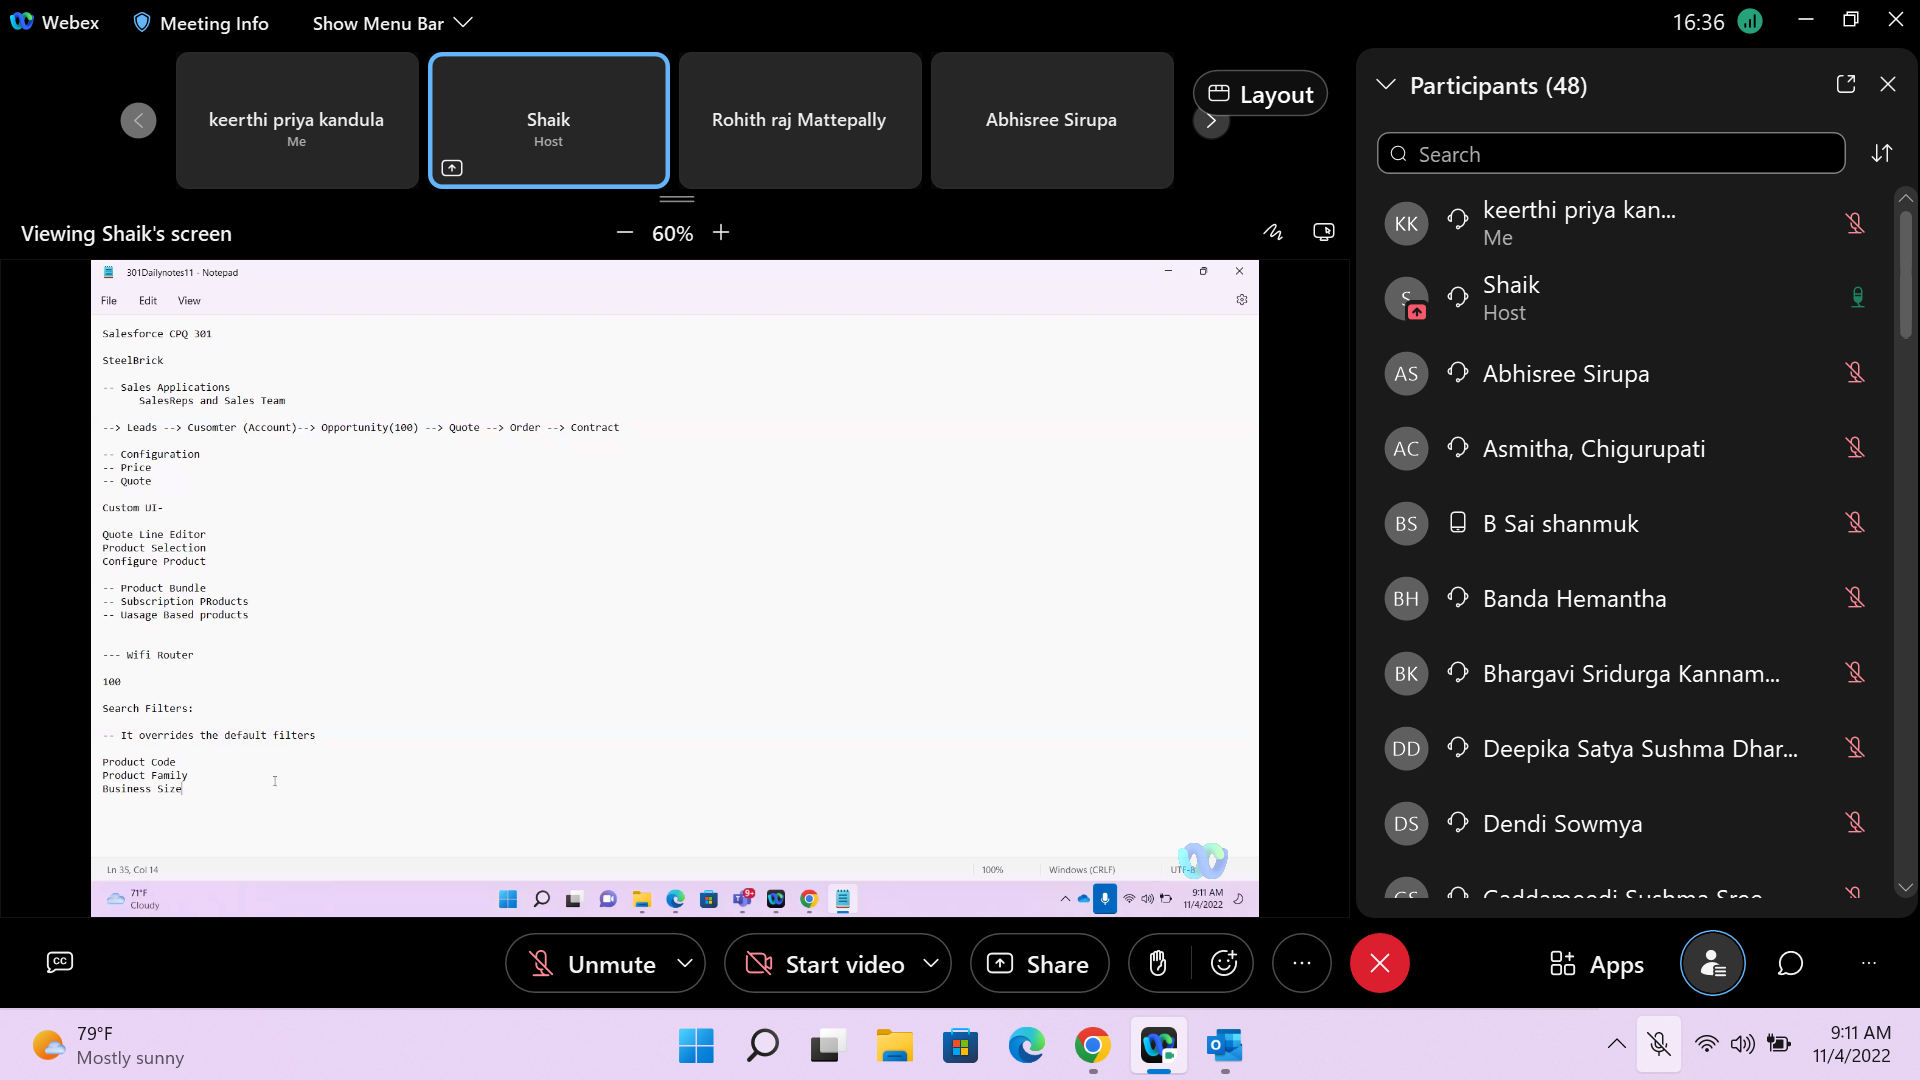 Webex
Meeting Info
Show Menu Bar
16:36
keerthi priya kandula
Me
Shaik
Host
Rohith raj Mattepally
Abhisree Sirupa
Layout
Viewing Shaik's screen
60%
301Dailynotes11 - Notepad
File Edit View
Salesforce CPQ 301
SteelBrick
-- Sales Applications
SalesReps and Sales Team
--> Leads --> Cusomter (Account)--> Opportunity(100) --> Quote --> Order --> Contract
-- Configuration
-- Price
-- Quote
Custom UI-
Quote Line Editor
Product Selection
Configure Product
-- Product Bundle
-- Subscription PRoducts
-- Uasage Based products
--- Wifi Router
100
Search Filters:
-- It overrides the default filters
Product Code
Product Family
Business Size
Ln 35, Col 14
100%
Windows (CRLF)
UTF-8
71°F
Cloudy
9+
9:11 AM
11/4/2022
Participants (48)
Search
KK
keerthi priya kan...
Me
S
Shaik
Host
AS
Abhisree Sirupa
AC
Asmitha, Chigurupati
BS
B Sai shanmuk
BH
Banda Hemantha
BK
Bhargavi Sridurga Kannam...
DD
Deepika Satya Sushma Dhar...
DS
Dendi Sowmya
CC
Unmute
Start video
Share
Apps
79°F
Mostly sunny
9:11 AM
11/4/2022